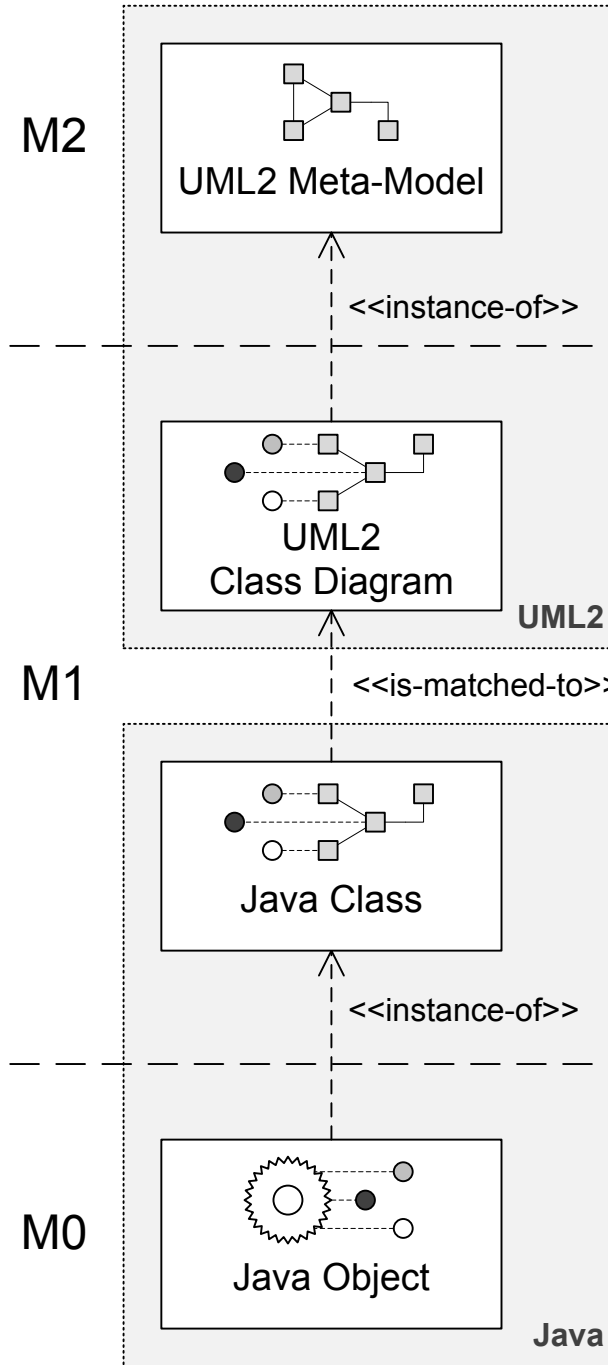 M2
UML2 Meta-Model
<<instance-of>>
UML2
Class Diagram
UML2
M1
<<is-matched-to>>
Java Class
<<instance-of>>
M0
Java Object
Java